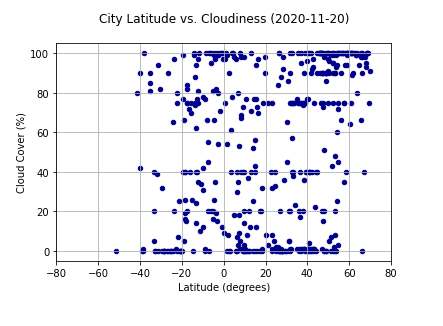 City Latitude vs. Cloudiness (2020-11-20)
100
80
60
40
20
0
Cloud Cover (%)
−80 −60 −40 −20 0 20 40 60 80
Latitude (degrees)